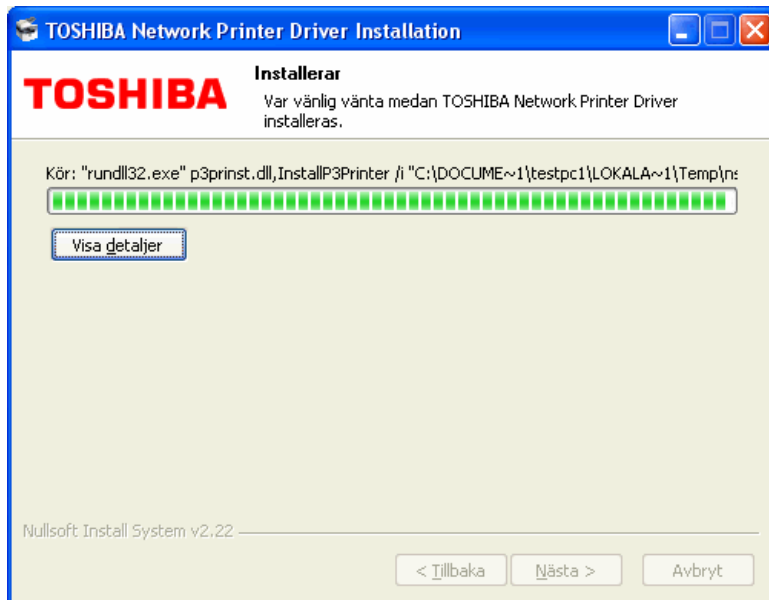 TOSHIBA Network Printer Driver Installation
TOSHIBA
Installerar
Var vänlig vänta medan TOSHIBA Network Printer Driver
installeras.
Kör: "rundll32.exe" p3prinst.dll,InstallP3Printer /i "C:\DOCUME~1\testpc1\LOKALA~1\Temp\ns
Visa detaljer
Nullsoft Install System v2.22
< Tillbaka
Nästa >
Avbryt